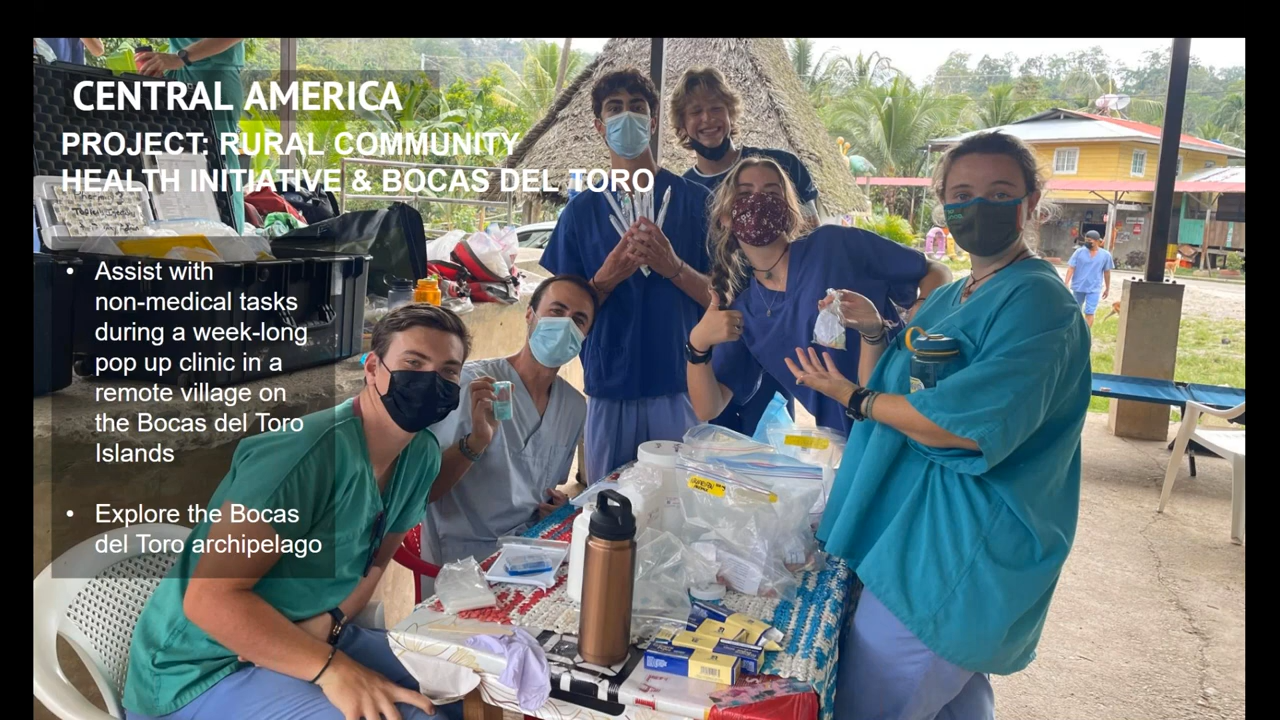 CENTRAL AMERICA
PROJECT: RURAL COMMUNITY
HEALTH INITIATIVE & BOCAS DEL TORO
• Assist with
non-medical tasks
during a week-long
pop up clinic in a
remote village on
the Bocas del Toro
Islands
• Explore the Bocas
del Toro archipelago